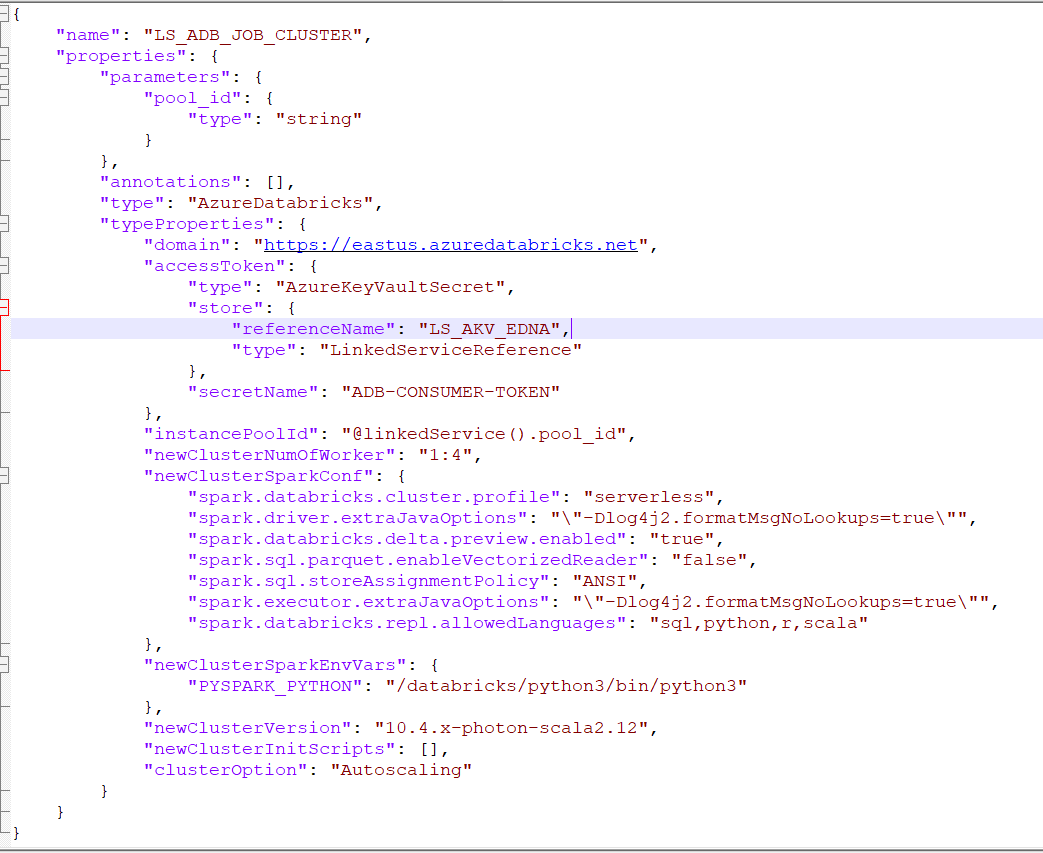 {
    "name": "LS_ADB_JOB_CLUSTER",
    "properties": {
        "parameters": {
            "pool_id": {
                "type": "string"
            }
        },
        "annotations": [],
        "type": "AzureDatabricks",
        "typeProperties": {
            "domain": "https://eastus.azuredatabricks.net",
            "accessToken": {
                "type": "AzureKeyVaultSecret",
                "store": {
                    "referenceName": "LS_AKV_EDNA",
                    "type": "LinkedServiceReference"
                },
                "secretName": "ADB-CONSUMER-TOKEN"
            },
            "instancePoolId": "@linkedService().pool_id",
            "newClusterNumOfWorker": "1:4",
            "newClusterSparkConf": {
                "spark.databricks.cluster.profile": "serverless",
                "spark.driver.extraJavaOptions": "\"-Dlog4j2.formatMsgNoLookups=true\"",
                "spark.databricks.delta.preview.enabled": "true",
                "spark.sql.parquet.enableVectorizedReader": "false",
                "spark.sql.storeAssignmentPolicy": "ANSI",
                "spark.executor.extraJavaOptions": "\"-Dlog4j2.formatMsgNoLookups=true\"",
                "spark.databricks.repl.allowedLanguages": "sql,python,r,scala"
            },
            "newClusterSparkEnvVars": {
                "PYSPARK_PYTHON": "/databricks/python3/bin/python3"
            },
            "newClusterVersion": "10.4.x-photon-scala2.12",
            "newClusterInitScripts": [],
            "clusterOption": "Autoscaling"
        }
    }
}